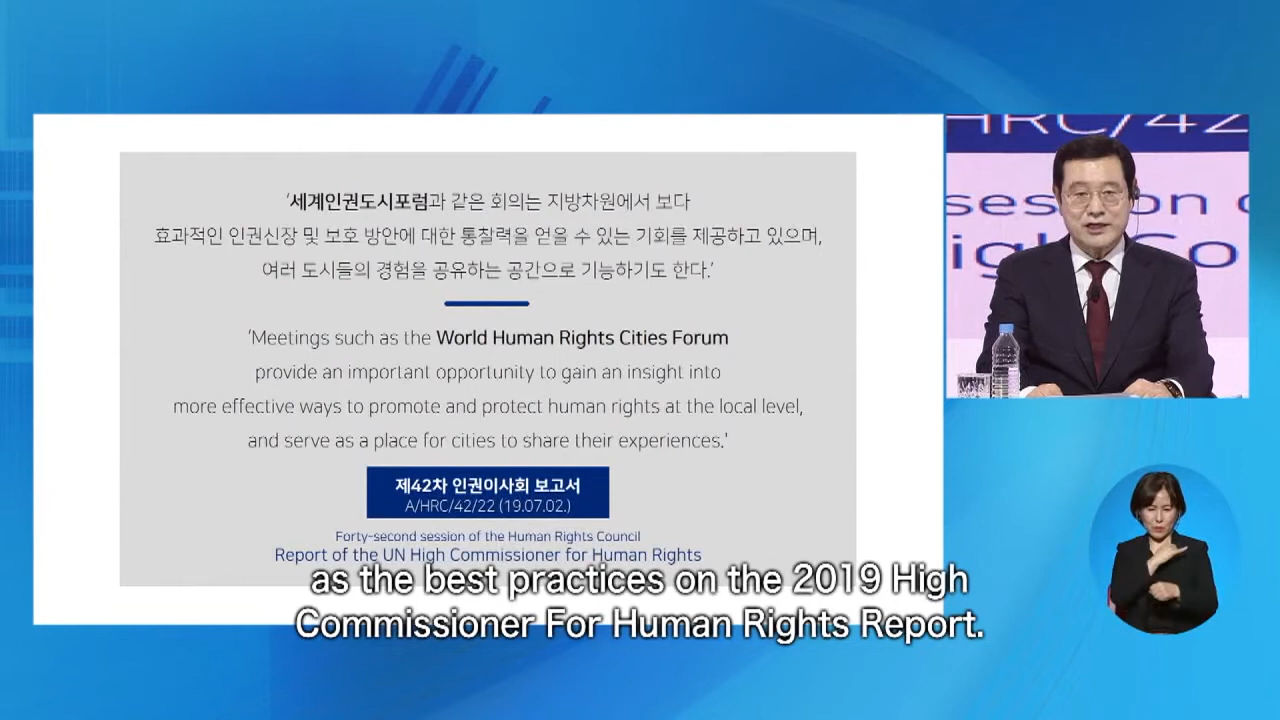 '세계인권도시포럼과 같은 회의는 지방차원에서 보다
효과적인 인권신장 및 보호 방안에 대한 통찰력을 얻을 수 있는 기회를 제공하고 있으며,
여러 도시들의 경험을 공유하는 공간으로 기능하기도 한다.'
'Meetings such as the World Human Rights Cities Forum
provide an important opportunity to gain an insight into
more effective ways to promote and protect human rights at the local level,
and serve as a place for cities to share their experiences.'
제42차 인권이사회 보고서
A/HRC/42/22 (19.07.02.)
Forty-second session of the Human Rights Council
Report of the UN High Commissioner for Human Rights
HRC/42
session
as the best practices on the 2019 High
Commissioner For Human Rights Report.